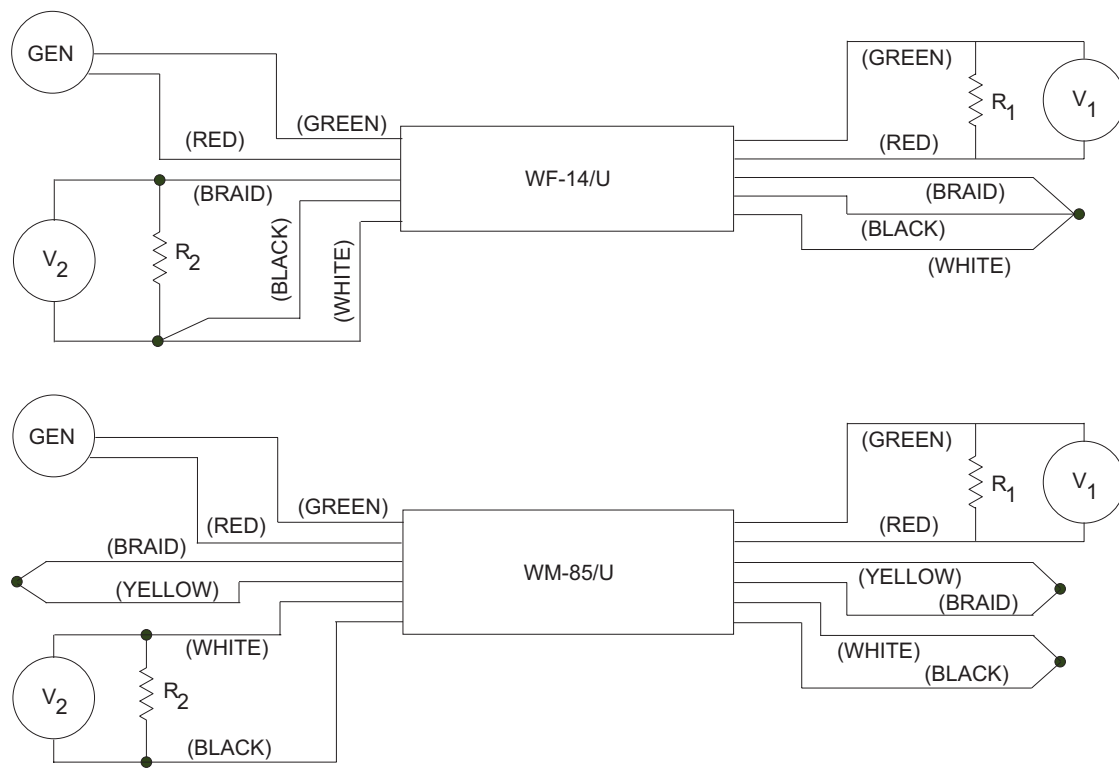 GEN
(GREEN)
(RED)
(BRAID)
(BLACK)
(WHITE)
V2
R2
WF-14/U
(GREEN)
(RED)
(BRAID)
(BLACK)
(WHITE)
R1
V1
GEN
(GREEN)
(RED)
(BRAID)
(YELLOW)
(WHITE)
V2
R2
(BLACK)
WM-85/U
(GREEN)
(RED)
(YELLOW)
(BRAID)
(WHITE)
(BLACK)
R1
V1